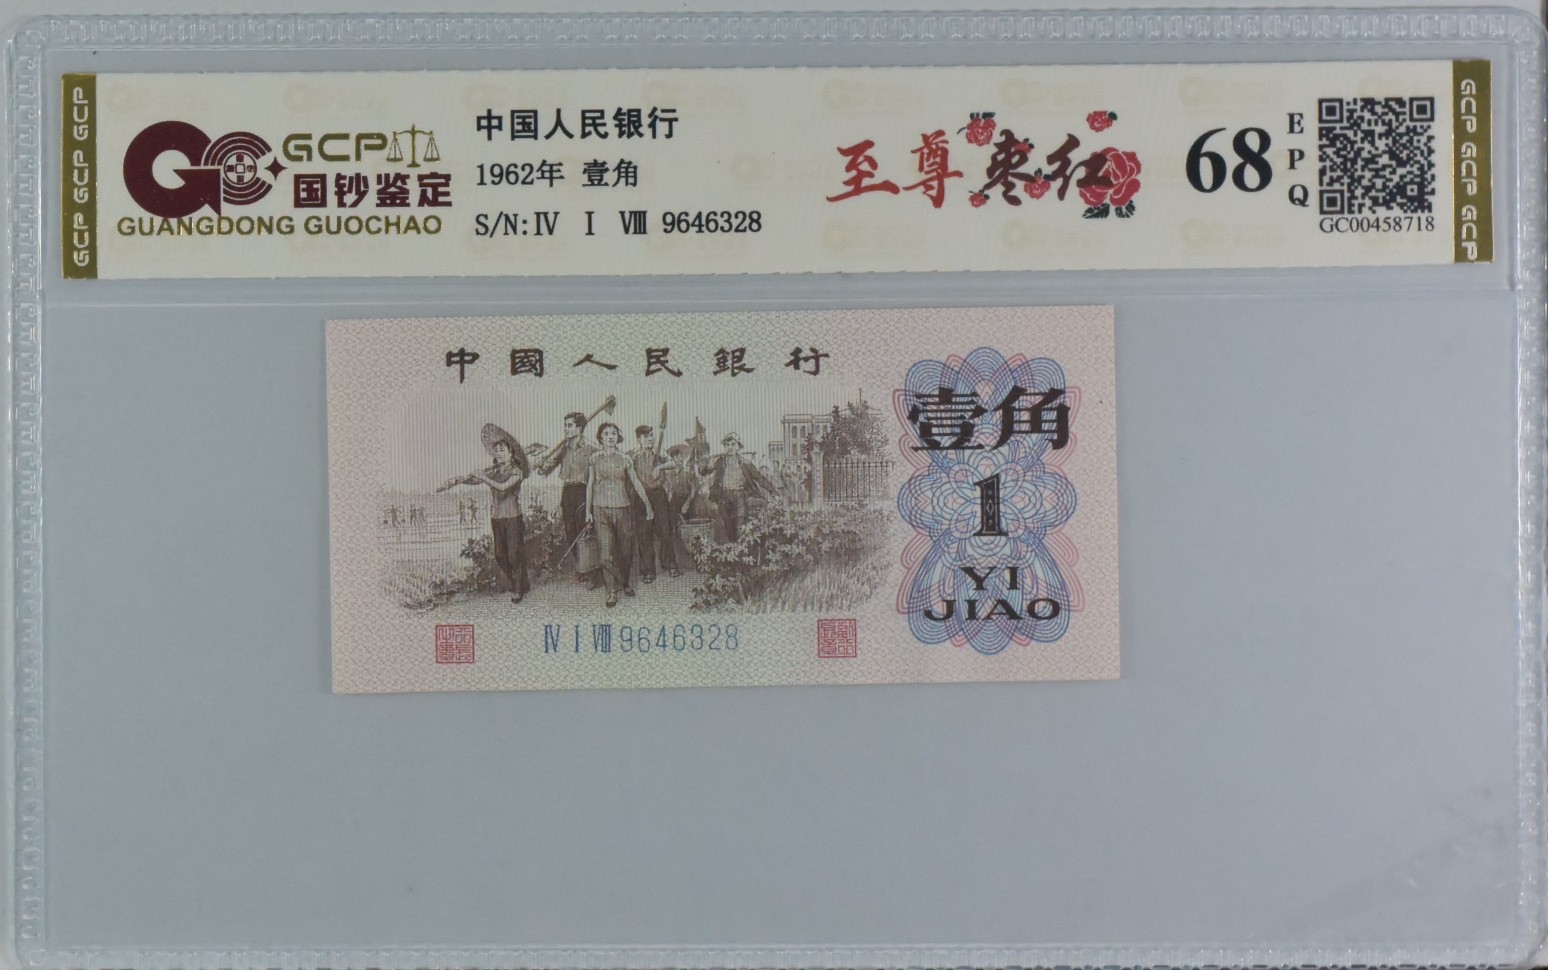 GCP GCP GCP
GCP
国钞鉴定
GUANGDONG GUOCHAO
中国人民银行
1962年 壹角
S/N:Ⅳ Ⅰ Ⅷ 9646328
至尊枣红
68
EPQ
GC00458718
GCP GCP GCP
中國人民銀行
壹角
1
YI
JIAO
Ⅳ Ⅰ Ⅷ 9646328